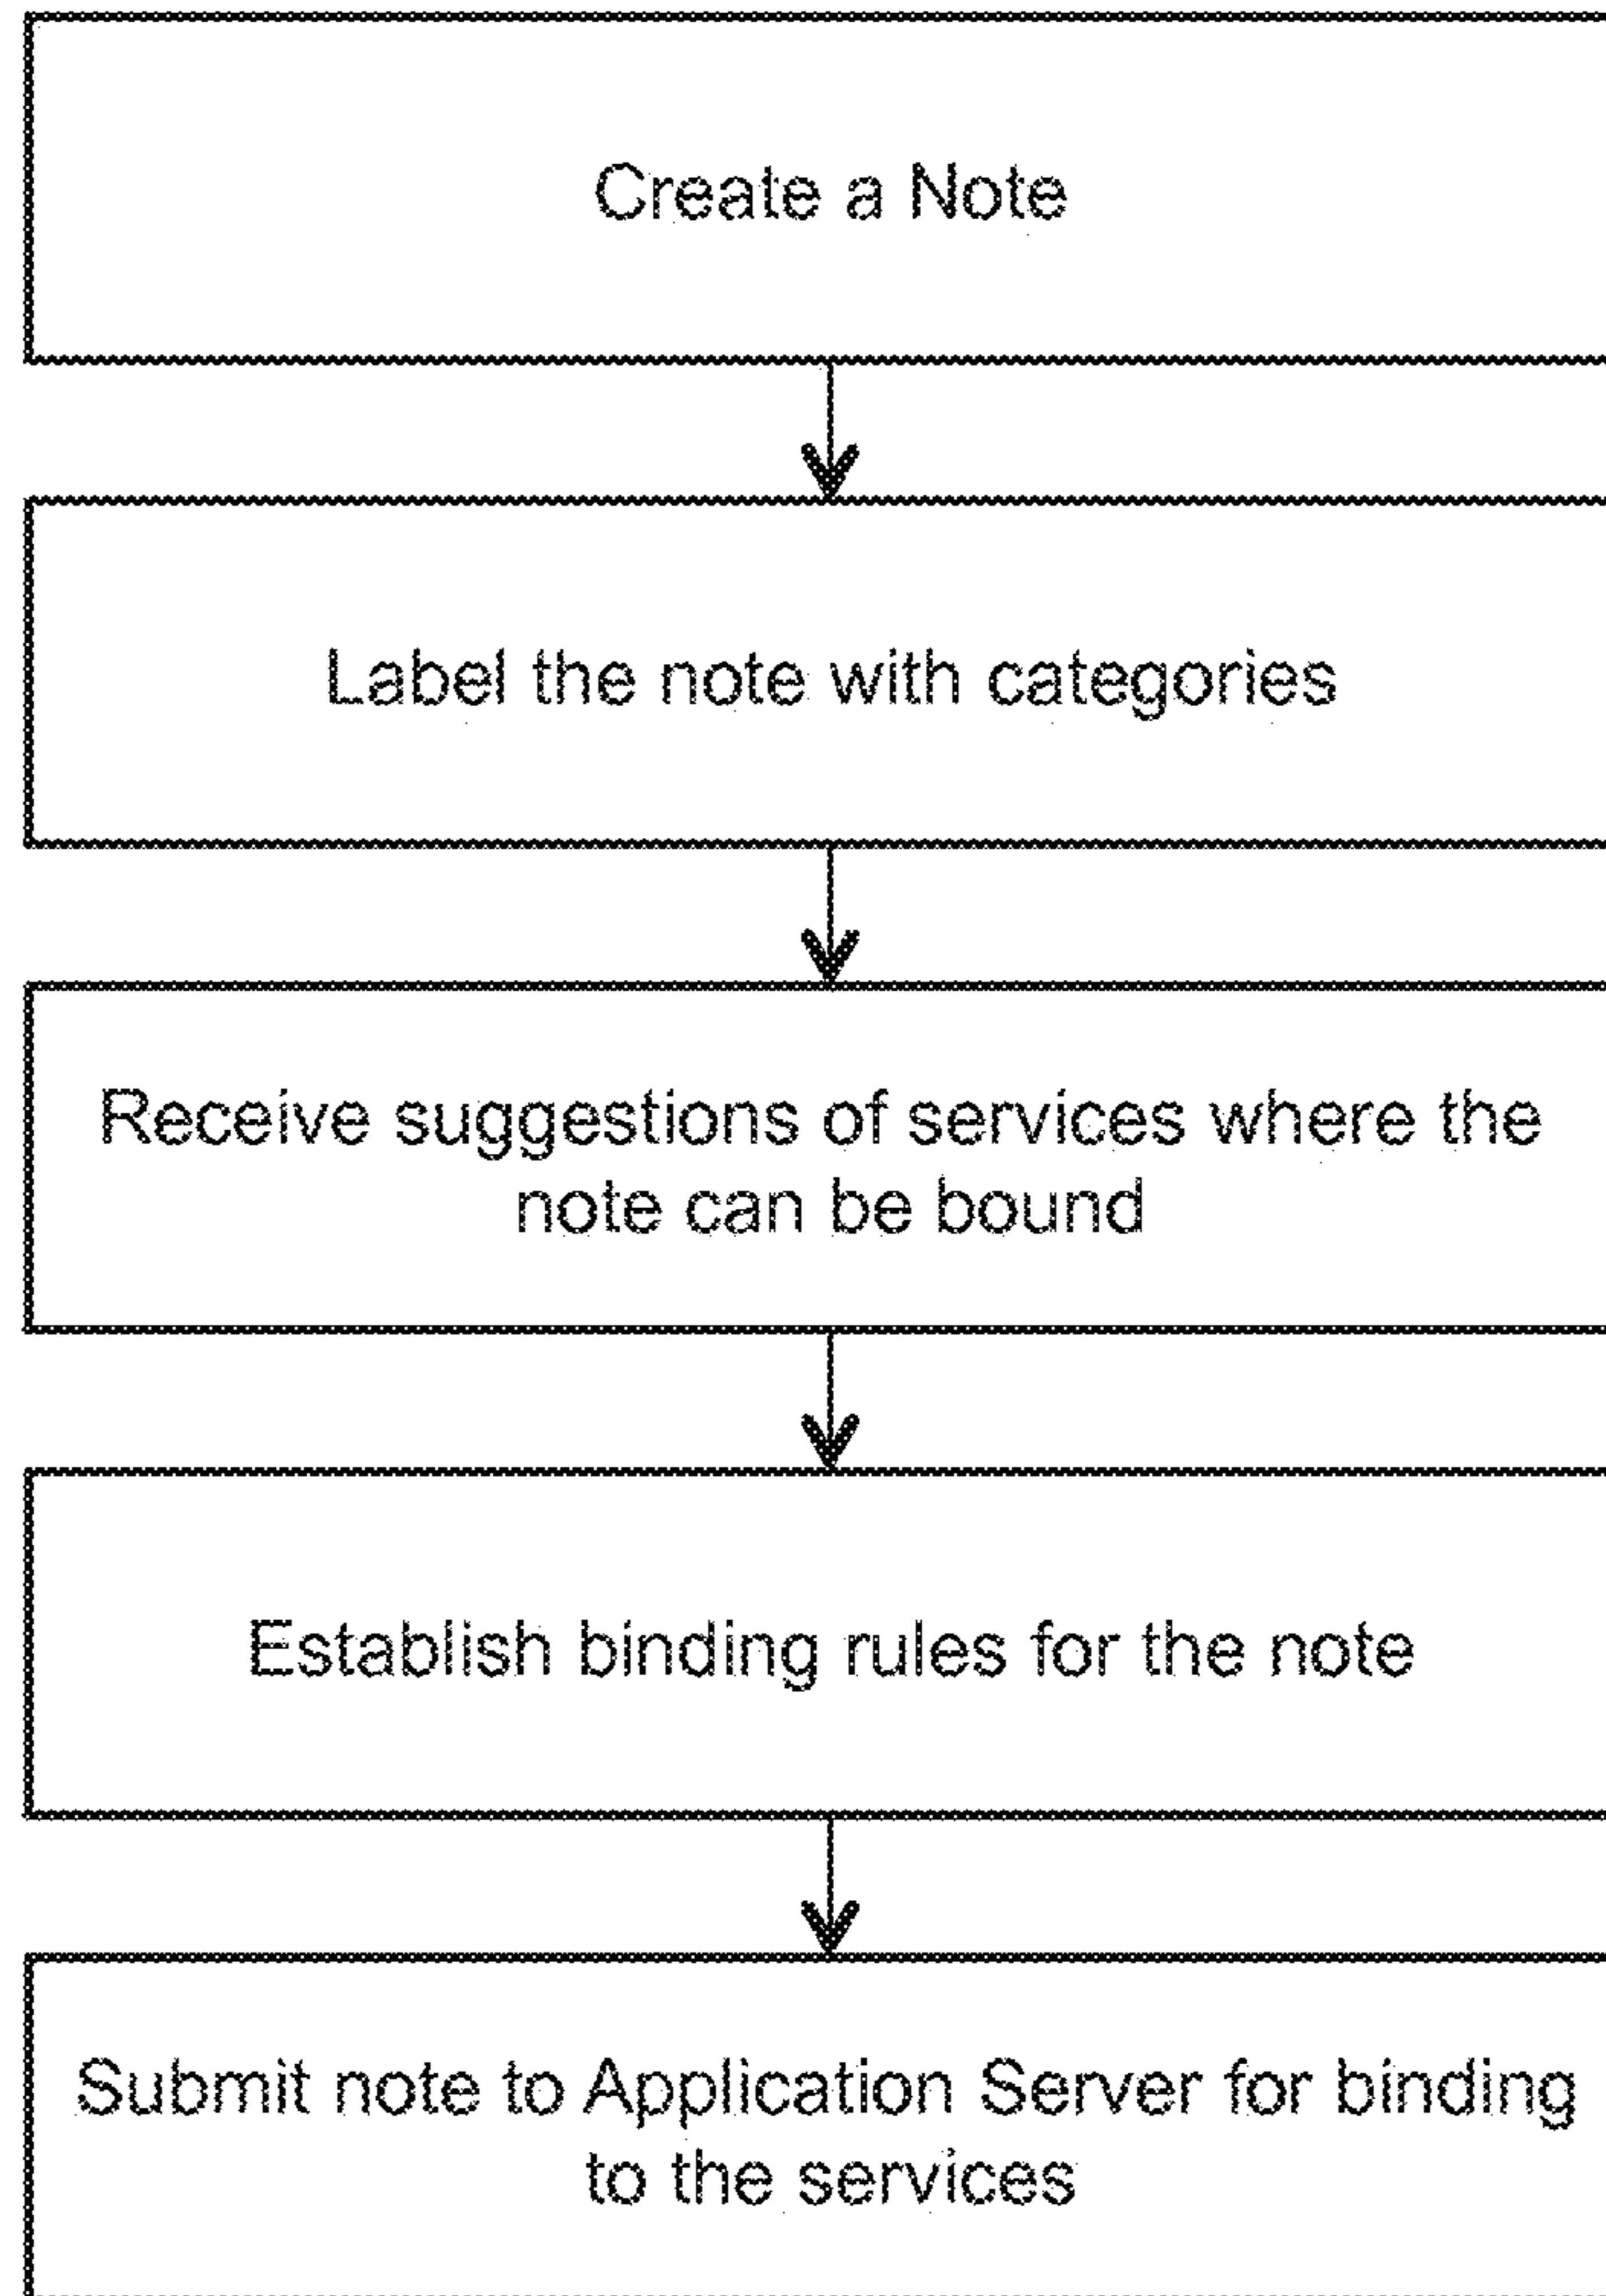 Create a Note
Label the note with categories
Receive suggestions of services where the
note can be bound
Establish binding rules for the note
Submit note to Application Server for binding
to the services